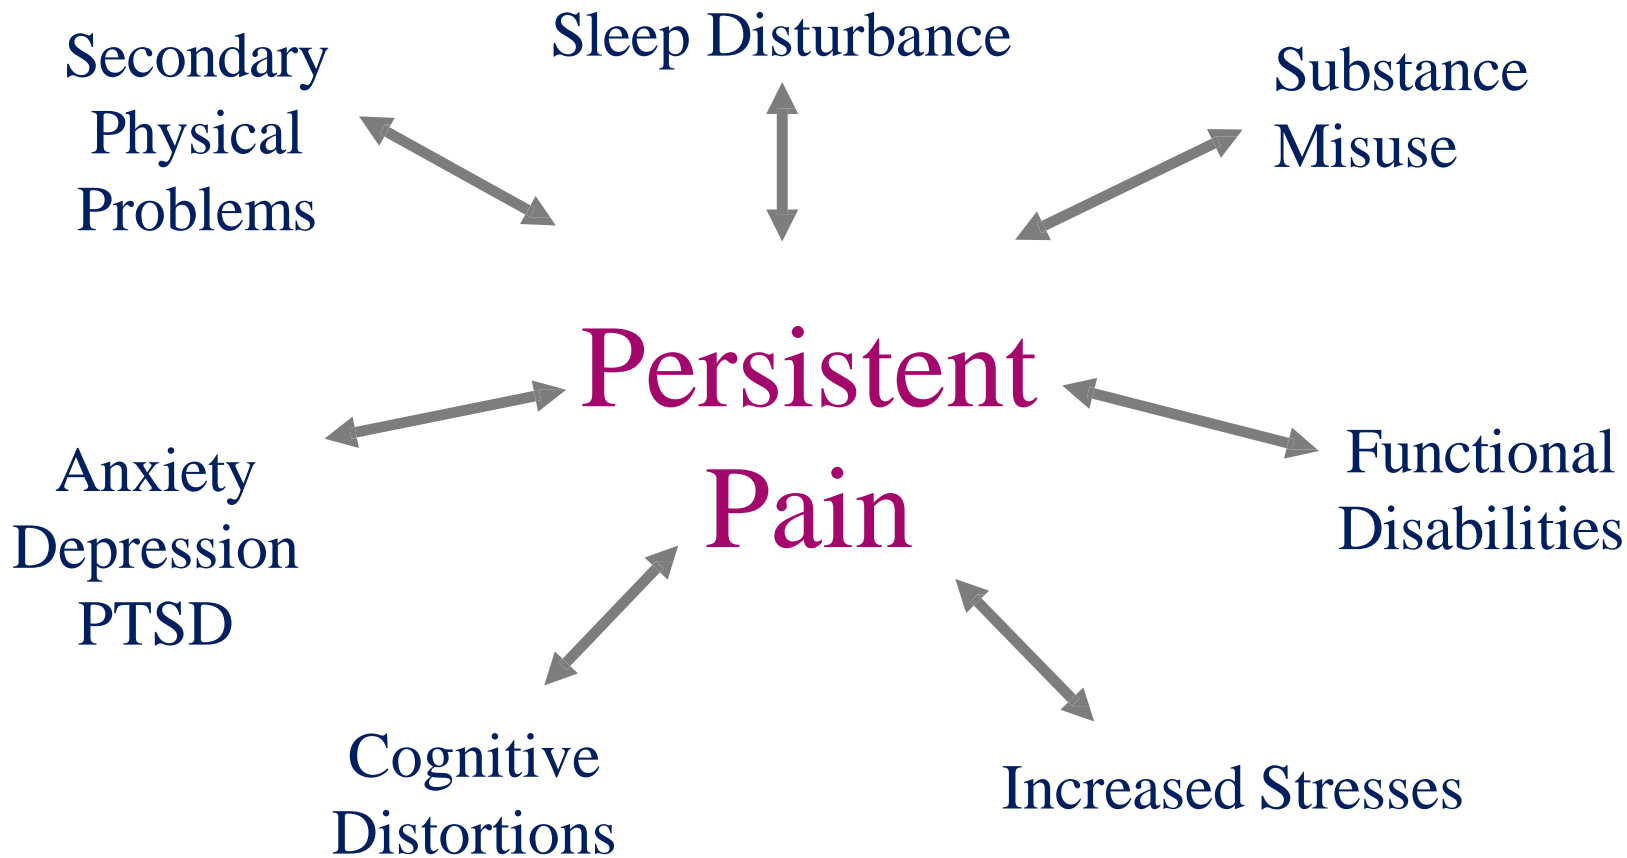 Sleep Disturbance
Secondary
Physical
Problems
Substance
Misuse
Persistent
Pain
Anxiety
Depression
PTSD
Functional
Disabilities
Cognitive
Distortions
Increased Stresses